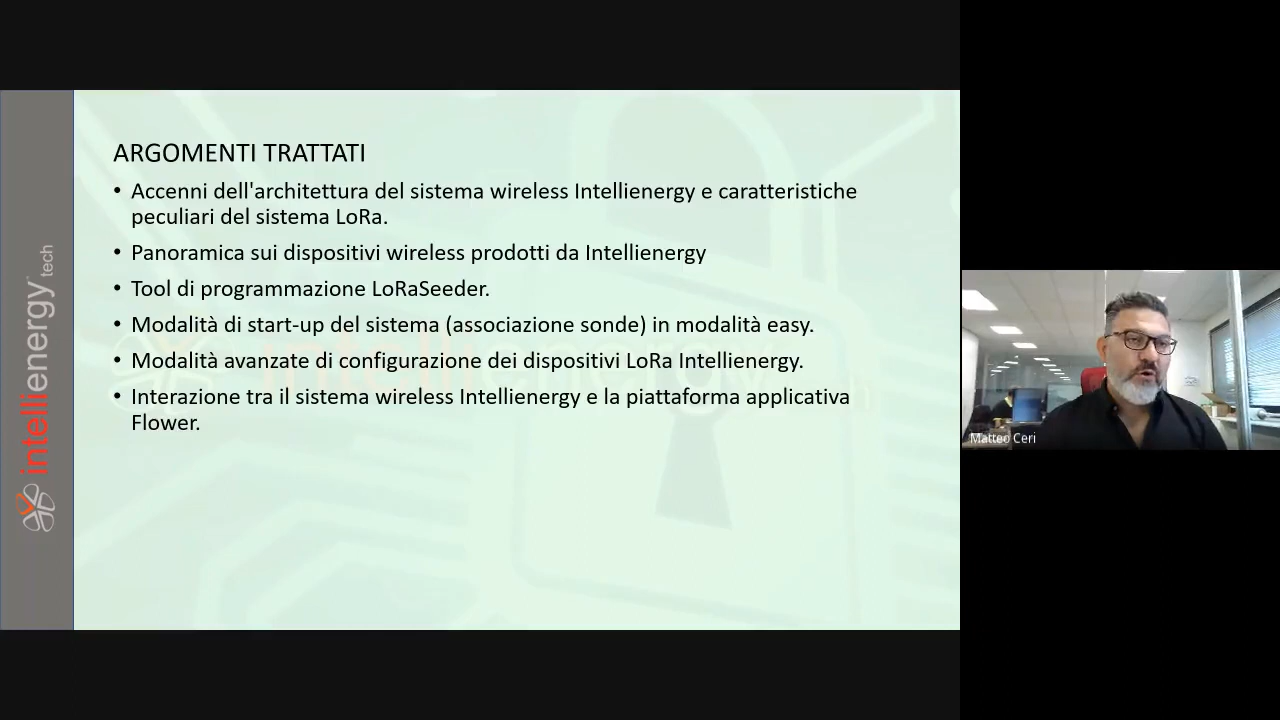 ARGOMENTI TRATTATI
• Accenni dell'architettura del sistema wireless Intellienergy e caratteristiche
peculiari del sistema LoRa.
• Panoramica sui dispositivi wireless prodotti da Intellienergy
• Tool di programmazione LoRaSeeder.
• Modalità di start-up del sistema (associazione sonde) in modalità easy.
• Modalità avanzate di configurazione dei dispositivi LoRa Intellienergy.
• Interazione tra il sistema wireless Intellienergy e la piattaforma applicativa
Flower.
intellienergy tech
Matteo Ceri